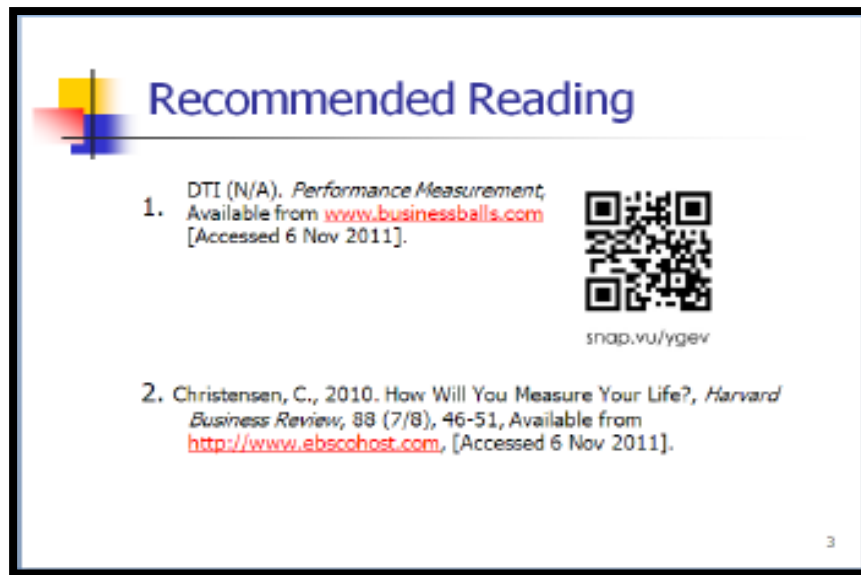 Recommended Reading
1. DTI (N/A). Performance Measurement,
Available from www.businessballs.com
[Accessed 6 Nov 2011].
snap.vu/ygev
2. Christensen, C., 2010. How Will You Measure Your Life?, Harvard
Business Review, 88 (7/8), 46-51, Available from
http://www.ebscohost.com, [Accessed 6 Nov 2011].
3